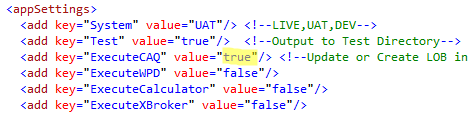 <appSettings>
<add key="System" value="UAT"/> <!--LIVE,UAT,DEV-->
<add key="Test" value="true"/> <!--Output to Test Directory-->
<add key="ExecuteCAQ" value="true"/> <!--Update or Create LOB in
<add key="ExecuteWPD" value="false"/>
<add key="ExecuteCalculator" value="false"/>
<add key="ExecuteXBroker" value="false"/>